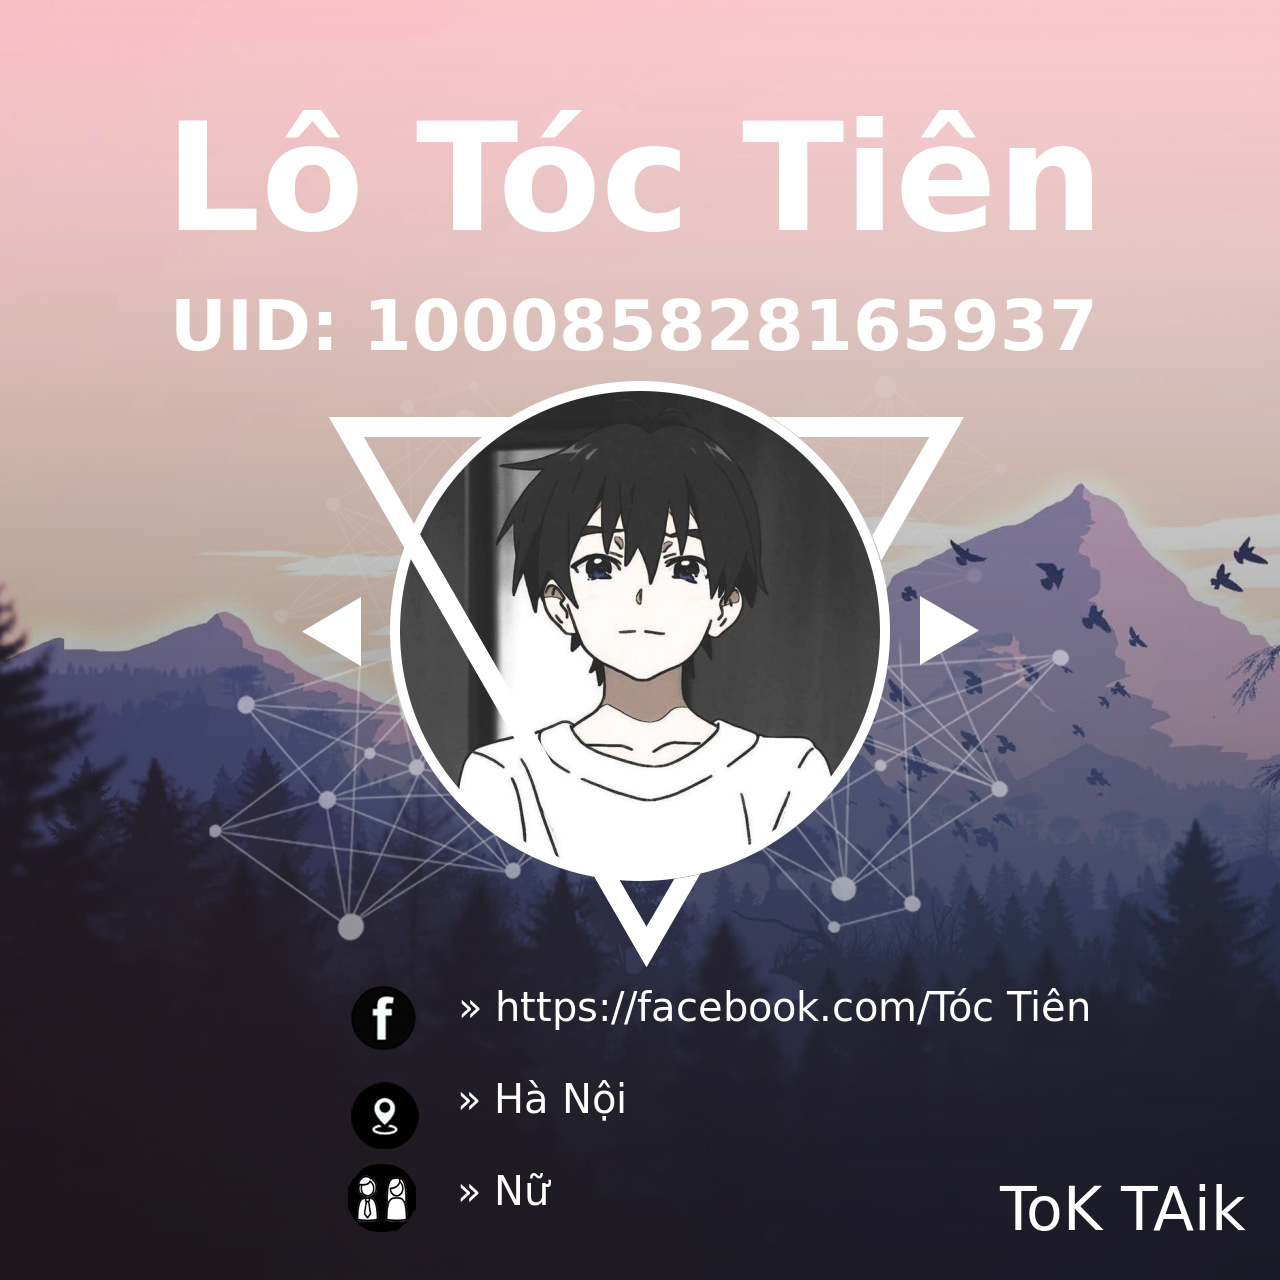 Lô Tóc Tiên
UID: 100085828165937
f
» https://facebook.com/Tóc Tiên
» Hà Nội
» Nữ
ToK TAik